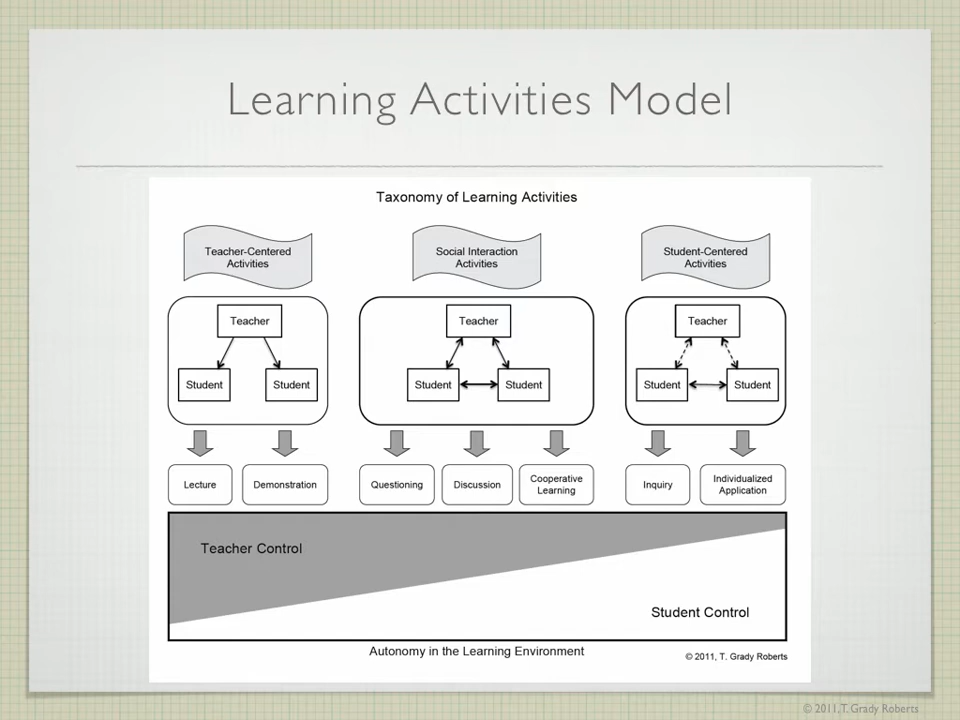 Learning Activities Model
Taxonomy of Learning Activities
Teacher-Centered
Activities
Social Interaction
Activities
Student-Centered
Activities
Teacher
Student
Student
Teacher
Student
Student
Teacher
Student
Student
Lecture
Demonstration
Questioning
Discussion
Cooperative
Learning
Inquiry
Individualized
Application
Teacher Control
Student Control
Autonomy in the Learning Environment
© 2011, T. Grady Roberts
© 2011, T. Grady Roberts